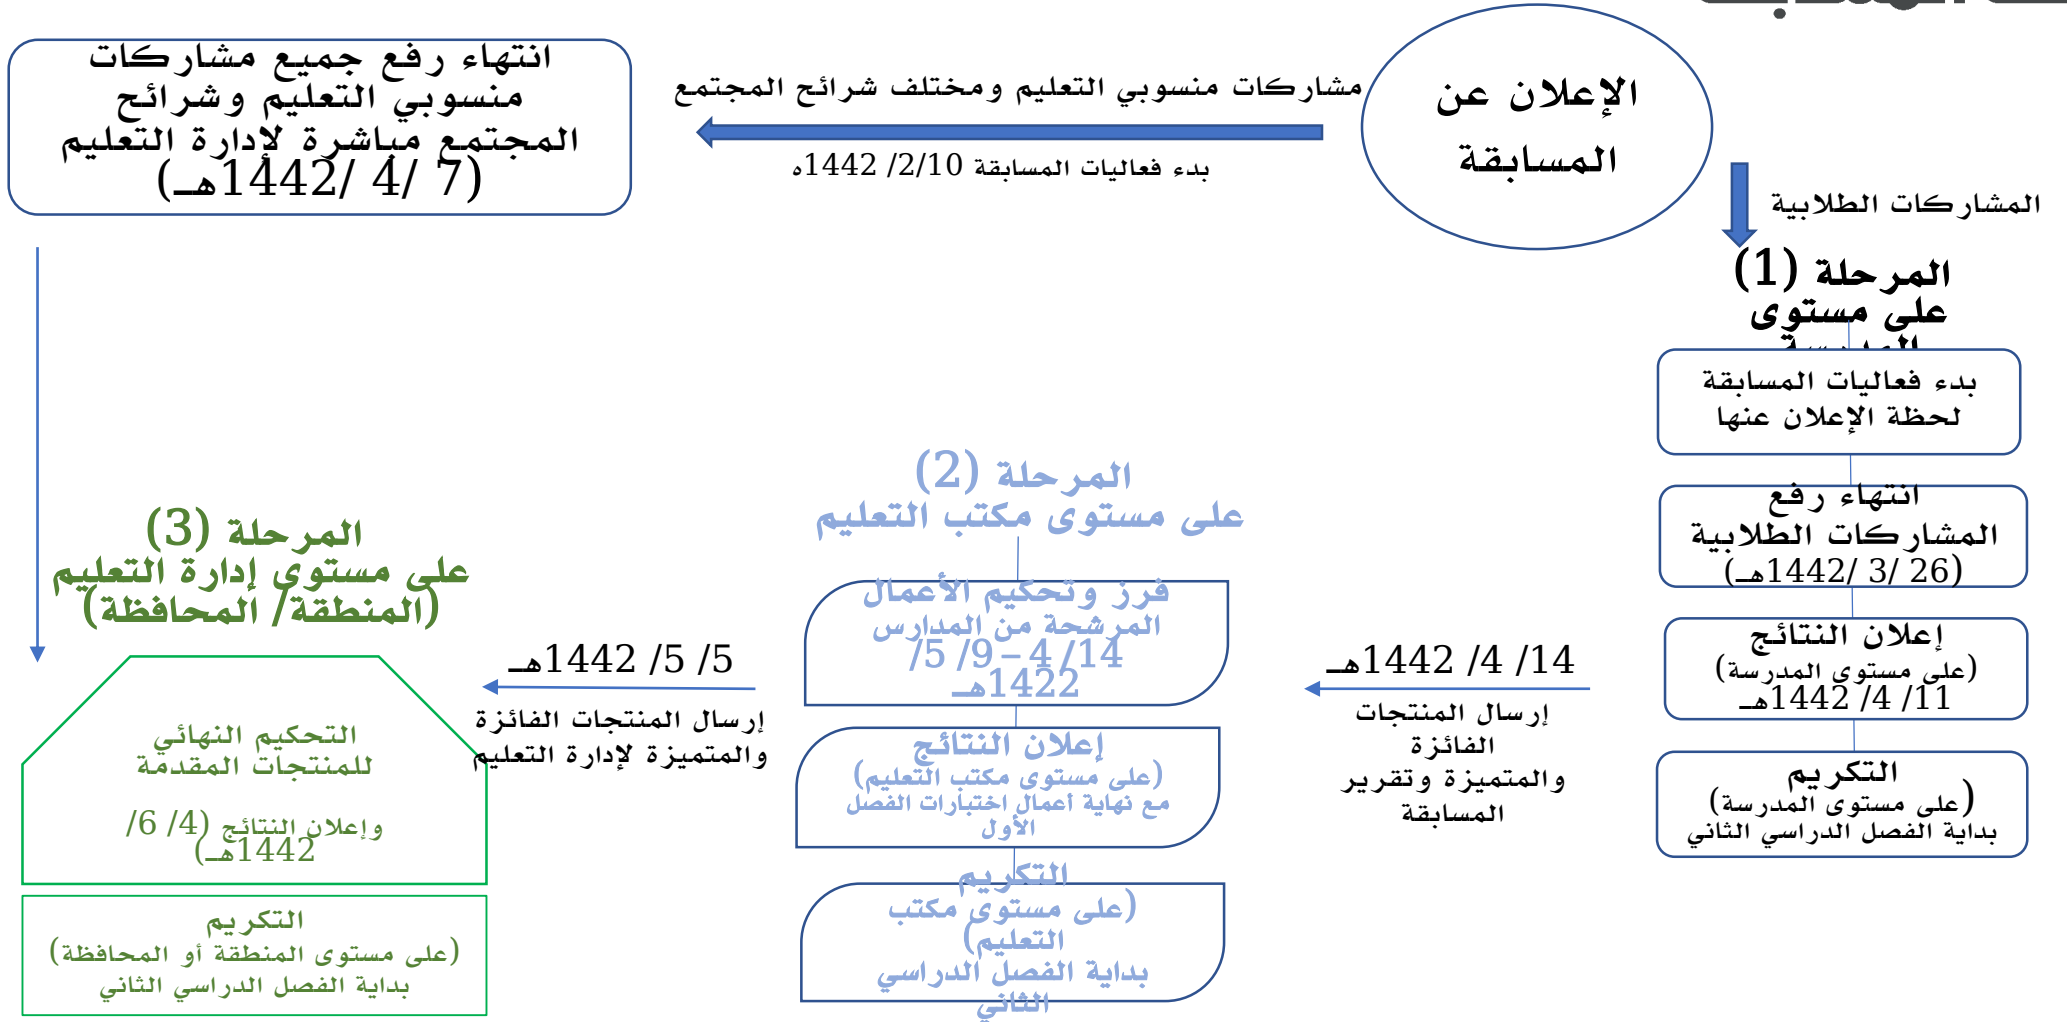 الإعلان عن
المسابقة
مشاركات منسوبي التعليم ومختلف شرائح المجتمع
بدء فعاليات المسابقة 2/10/ 1442ه
انتهاء رفع جميع مشاركات
منسوبي التعليم وشرائح
المجتمع مباشرة لإدارة التعليم
(7 /4 /1442هـ)
المشاركات الطلابية
المرحلة (1)
على مستوى
المدرسة
بدء فعاليات المسابقة
لحظة الإعلان عنها
انتهاء رفع
المشاركات الطلابية
(26 /3 /1442هـ)
إعلان النتائج
(على مستوى المدرسة)
11/ 4/ 1442هـ
التكريم
(على مستوى المدرسة)
بداية الفصل الدراسي الثاني
14/ 4/ 1442هـ
إرسال المنتجات
الفائزة
والمتميزة وتقرير
المسابقة
المرحلة (2)
على مستوى مكتب التعليم
فرز وتحكيم الأعمال
المرشحة من المدارس
14/ 4 – 9/ 5/
1422هـ
إعلان النتائج
(على مستوى مكتب التعليم)
مع نهاية أعمال اختبارات الفصل
الأول
التكريم
(على مستوى مكتب
التعليم)
بداية الفصل الدراسي
الثاني
5/ 5/ 1442هـ
إرسال المنتجات الفائزة
والمتميزة لإدارة التعليم
المرحلة (3)
على مستوى إدارة التعليم
(المنطقة/ المحافظة)
التحكيم النهائي
للمنتجات المقدمة
وإعلان النتائج (4/ 6/
1442هـ)
التكريم
(على مستوى المنطقة أو المحافظة)
بداية الفصل الدراسي الثاني